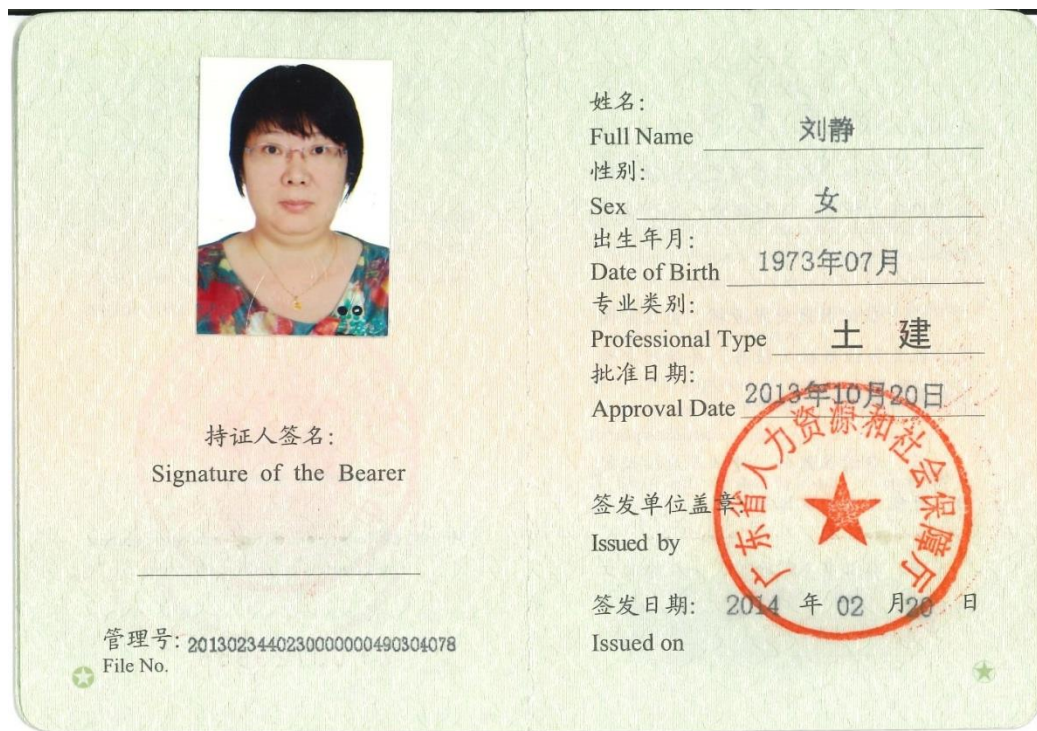 持证人签名:
Signature of the Bearer
管理号: 2013023440230000000490304078
File No.
姓名:
Full Name 刘静
性别:
Sex 女
出生年月:
Date of Birth 1973年07月
专业类别:
Professional Type 土 建
批准日期:
Approval Date 2013年10月20日
广东省人力资源和社会保障厅
签发单位盖章:
Issued by
签发日期: 2014 年 02 月 20 日
Issued on